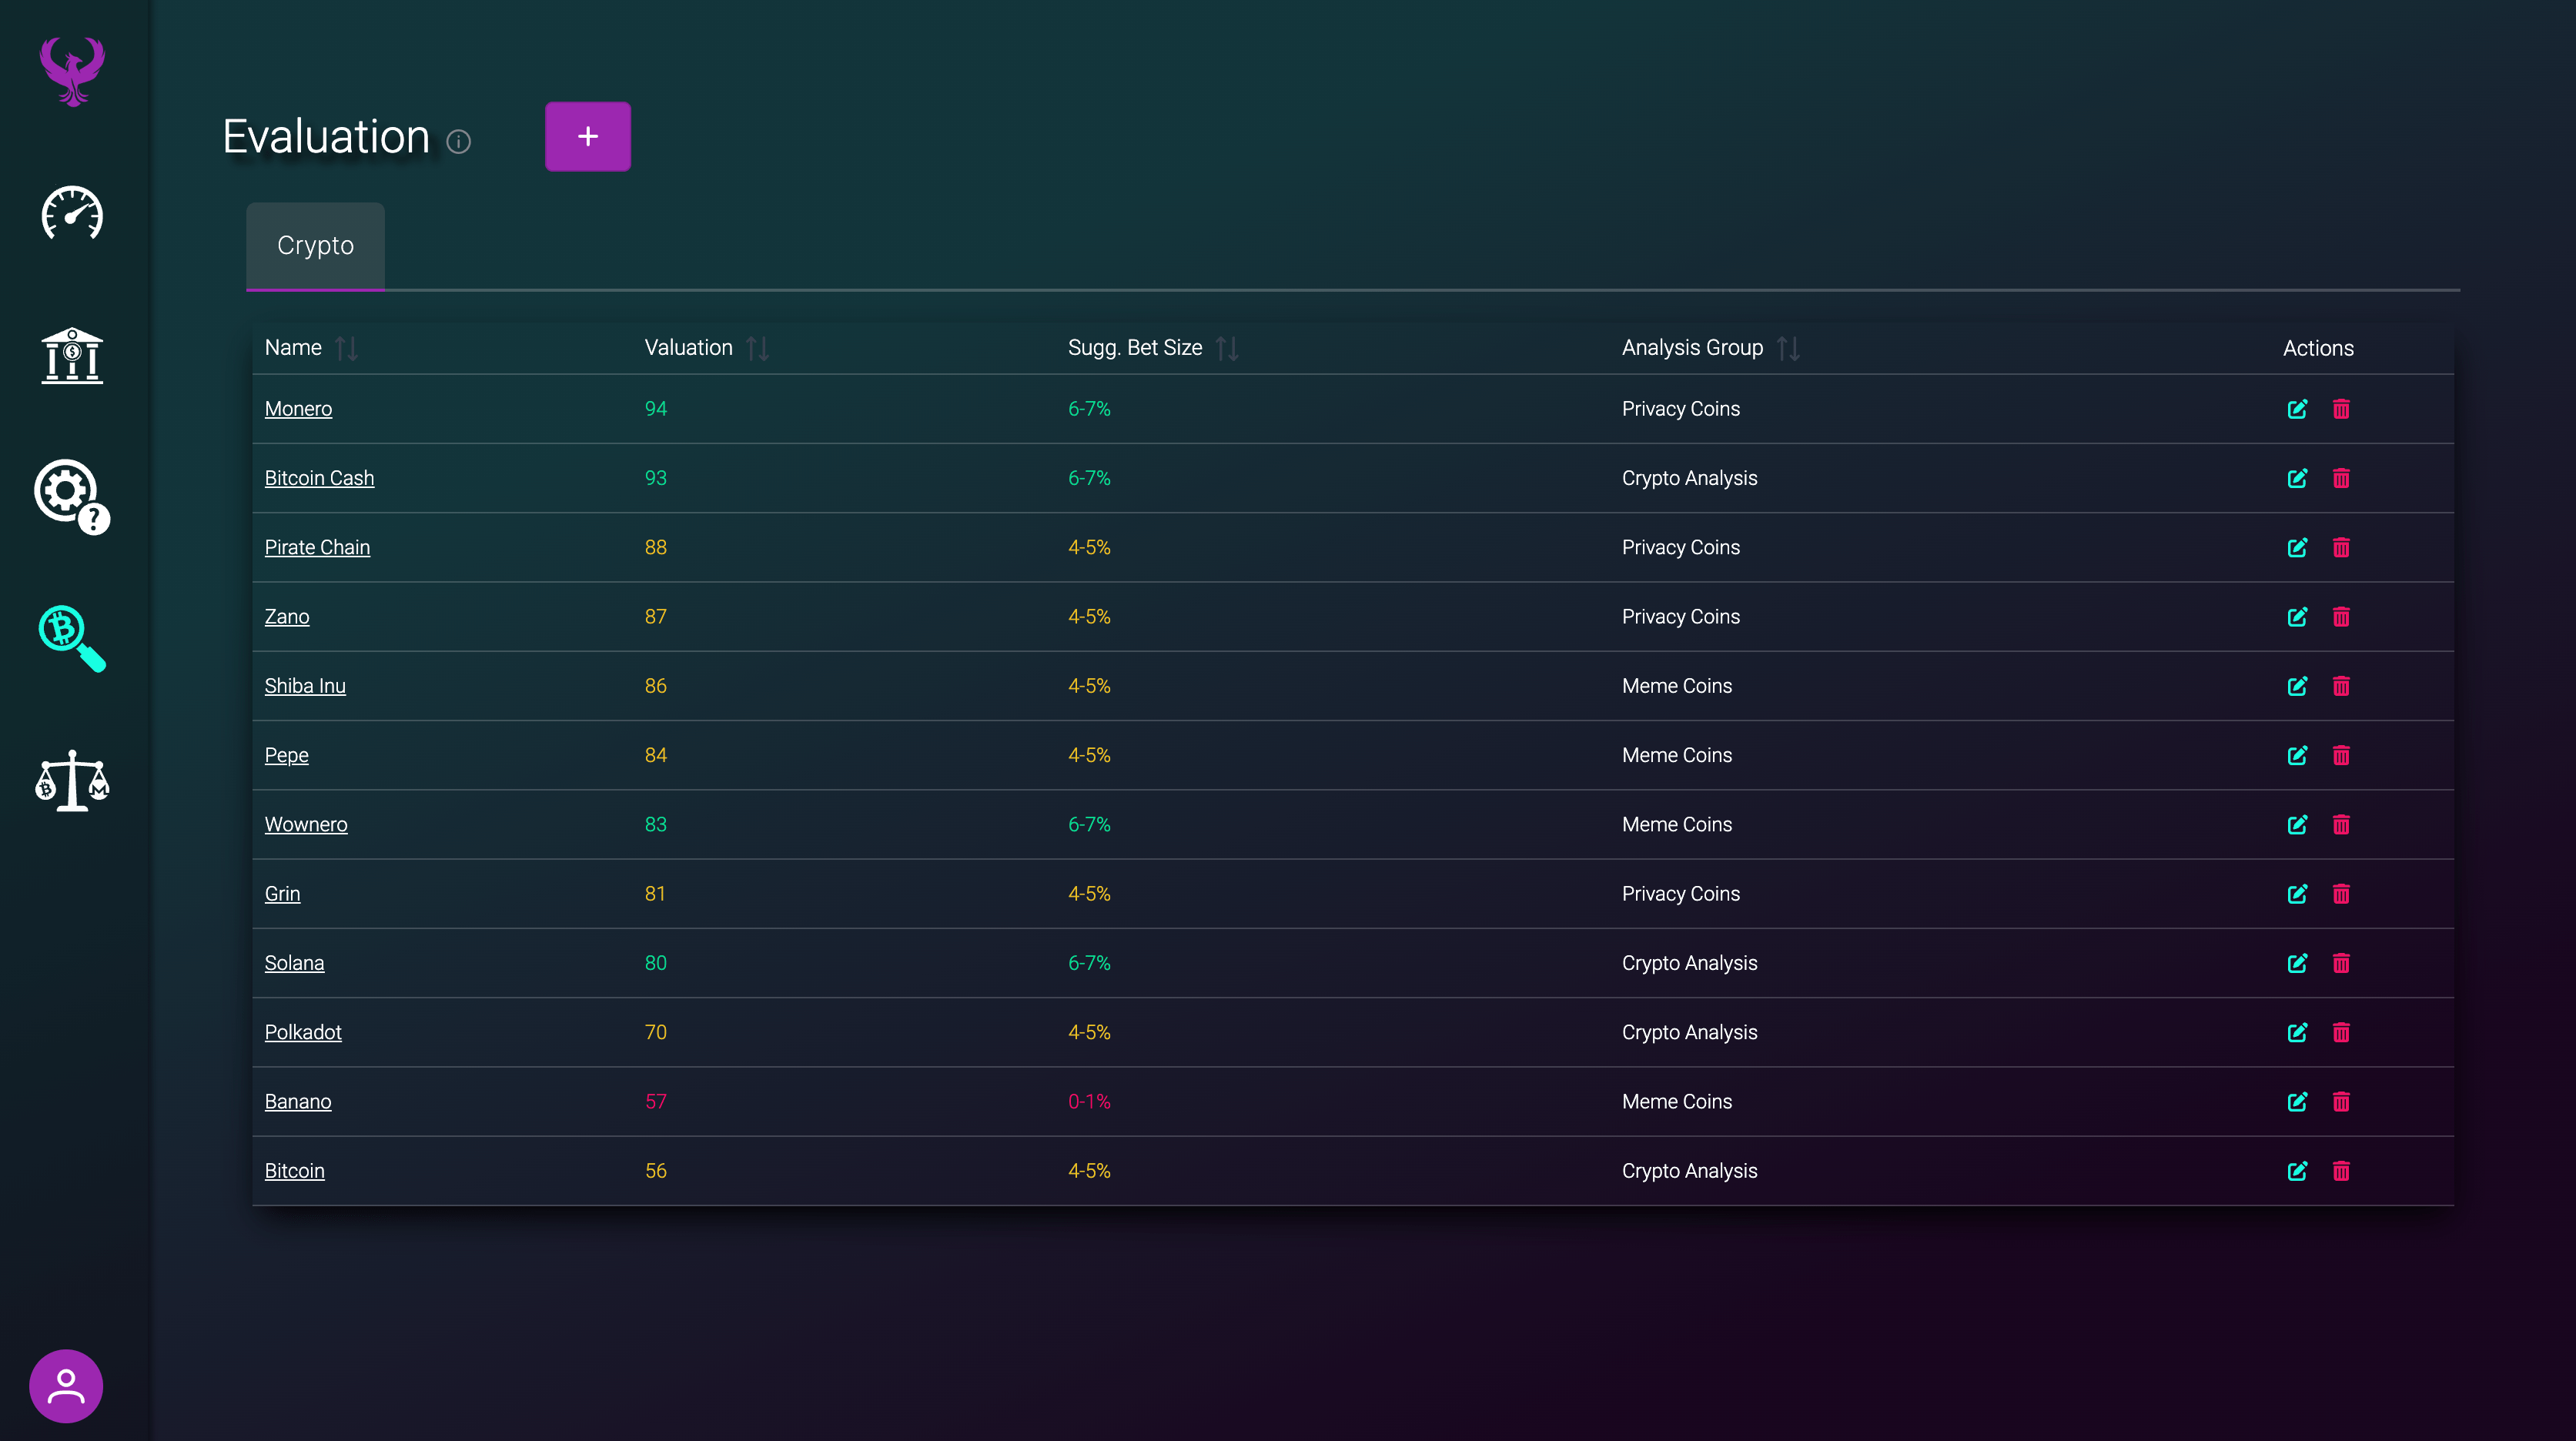 Evaluation
+
Crypto
Name Valuation Sugg. Bet Size Analysis Group Actions
Monero 94 6-7% Privacy Coins
Bitcoin Cash 93 6-7% Crypto Analysis
Pirate Chain 88 4-5% Privacy Coins
Zano 87 4-5% Privacy Coins
Shiba Inu 86 4-5% Meme Coins
Pepe 84 4-5% Meme Coins
Wownero 83 6-7% Meme Coins
Grin 81 4-5% Privacy Coins
Solana 80 6-7% Crypto Analysis
Polkadot 70 4-5% Crypto Analysis
Banano 57 0-1% Meme Coins
Bitcoin 56 4-5% Crypto Analysis